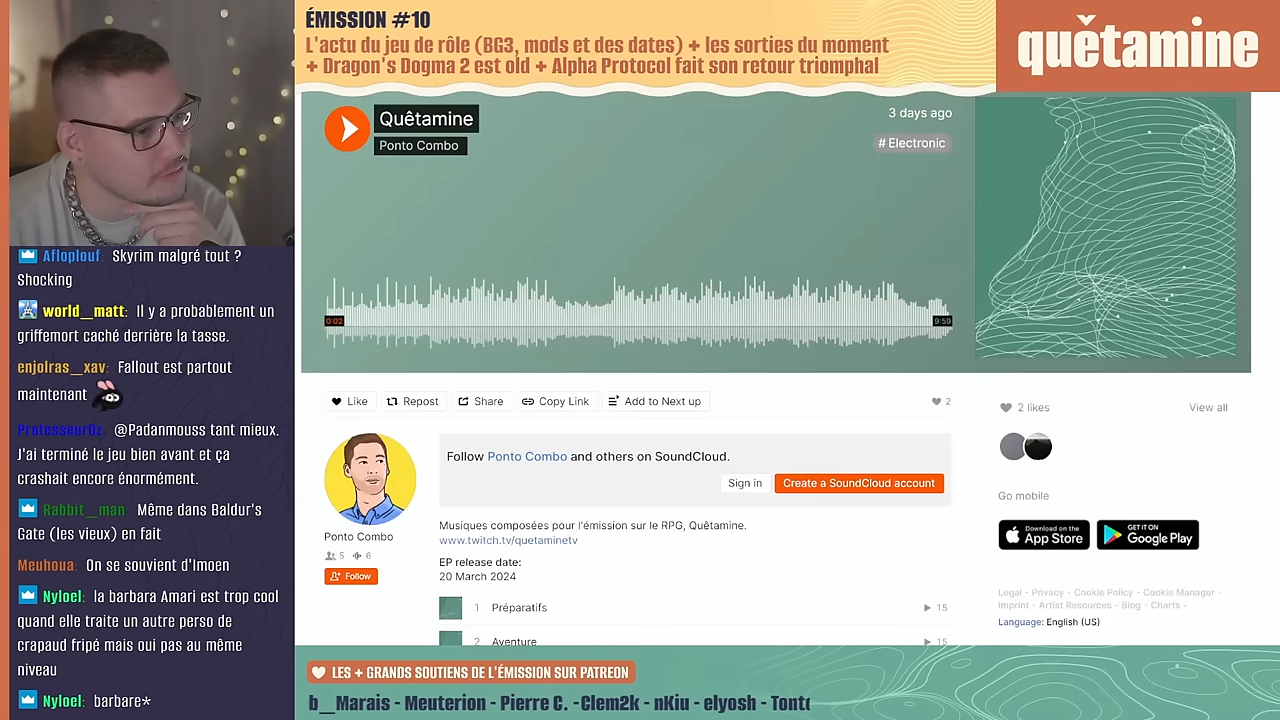 ÉMISSION #10
L'actu du jeu de rôle (BG3, mods et des dates) + les sorties du moment
+ Dragon's Dogma 2 est old + Alpha Protocol fait son retour triomphal
quêtamine
Quêtamine
Ponto Combo
3 days ago
# Electronic
0:02
9:59
Like
Repost
Share
Copy Link
Add to Next up
2
2 likes
View all
Follow Ponto Combo and others on SoundCloud.
Sign in
Create a SoundCloud account
Go mobile
Download on the
App Store
GET IT ON
Google Play
Ponto Combo
5 6
Follow
Musiques composées pour l'émission sur le RPG, Quêtamine.
www.twitch.tv/quetaminetv
EP release date:
20 March 2024
1 Préparatifs 15
2 Aventure 15
Legal - Privacy - Cookie Policy - Cookie Manager -
Imprint - Artist Resources - Blog - Charts -
Language: English (US)
Afloplouf: Skyrim malgré tout ?
Shocking
world_matt: Il y a probablement un
griffemort caché derrière la tasse.
enjolras_xav: Fallout est partout
maintenant
ProfesseurOz: @Padanmouss tant mieux.
J'ai terminé le jeu bien avant et ça
crashait encore énormément.
Rabbit_man: Même dans Baldur's
Gate (les vieux) en fait
Meuhoua: On se souvient d'Imoen
Nyloel: la barbara Amari est trop cool
quand elle traite un autre perso de
crapaud fripé mais oui pas au même
niveau
Nyloel: barbare*
LES + GRANDS SOUTIENS DE L'ÉMISSION SUR PATREON
b_Marais - Meuterion - Pierre C. -Clem2k - nKiu - elyosh - Tont